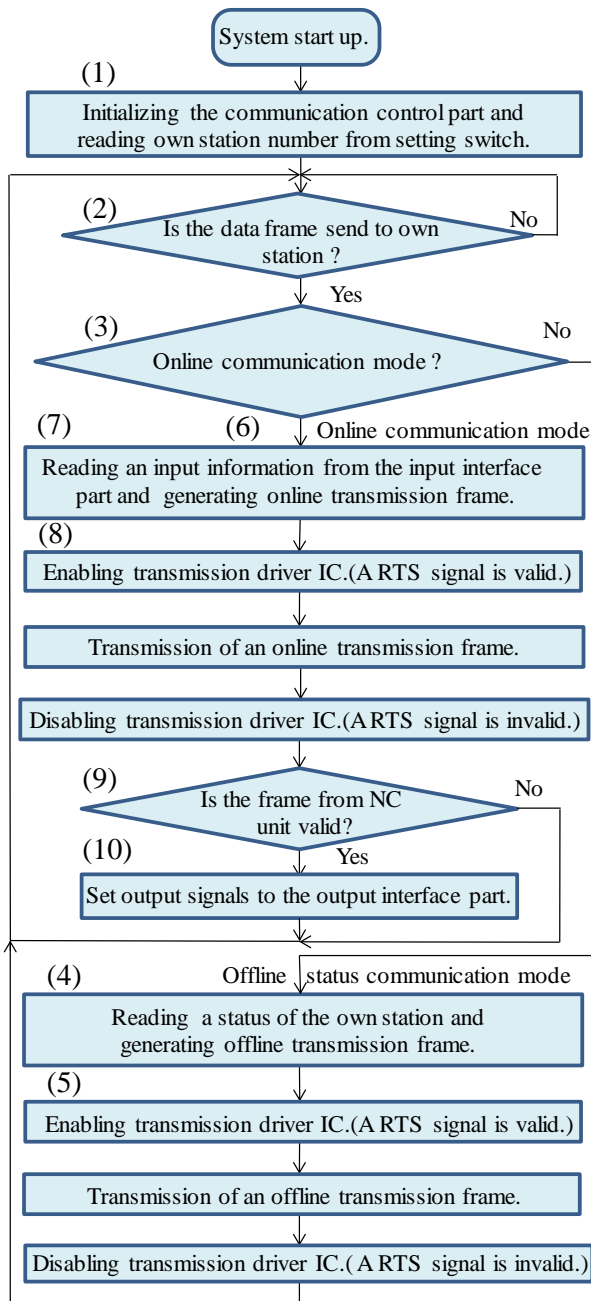 System start up.
(1)
Initializing the communication control part and
reading own station number from setting switch.
(2)
Is the data frame send to own
station ?
No
Yes
(3)
Online communication mode ?
No
(7)
(6)
Online communication mode
Reading an input information from the input interface
part and generating online transmission frame.
(8)
Enabling transmission driver IC.(ARTS signal is valid.)
Transmission of an online transmission frame.
Disabling transmission driver IC.(ARTS signal is invalid.)
(9)
Is the frame from NC
unit valid?
No
(10)
Yes
Set output signals to the output interface part.
(4)
Offline status communication mode
Reading a status of the own station and
generating offline transmission frame.
(5)
Enabling transmission driver IC.(ARTS signal is valid.)
Transmission of an offline transmission frame.
Disabling transmission driver IC.(ARTS signal is invalid.)